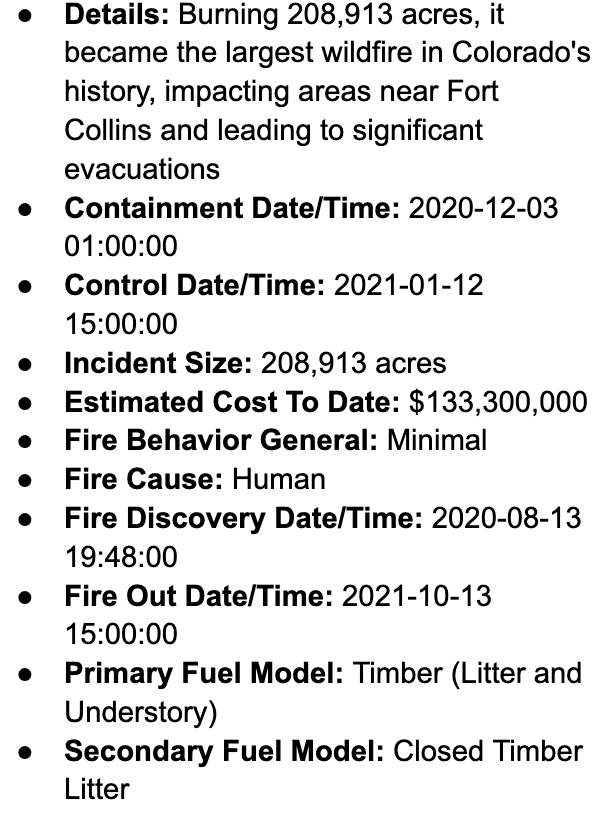 ● Details: Burning 208,913 acres, it
became the largest wildfire in Colorado's
history, impacting areas near Fort
Collins and leading to significant
evacuations
● Containment Date/Time: 2020-12-03
01:00:00
● Control Date/Time: 2021-01-12
15:00:00
● Incident Size: 208,913 acres
● Estimated Cost To Date: $133,300,000
● Fire Behavior General: Minimal
● Fire Cause: Human
● Fire Discovery Date/Time: 2020-08-13
19:48:00
● Fire Out Date/Time: 2021-10-13
15:00:00
● Primary Fuel Model: Timber (Litter and
Understory)
● Secondary Fuel Model: Closed Timber
Litter